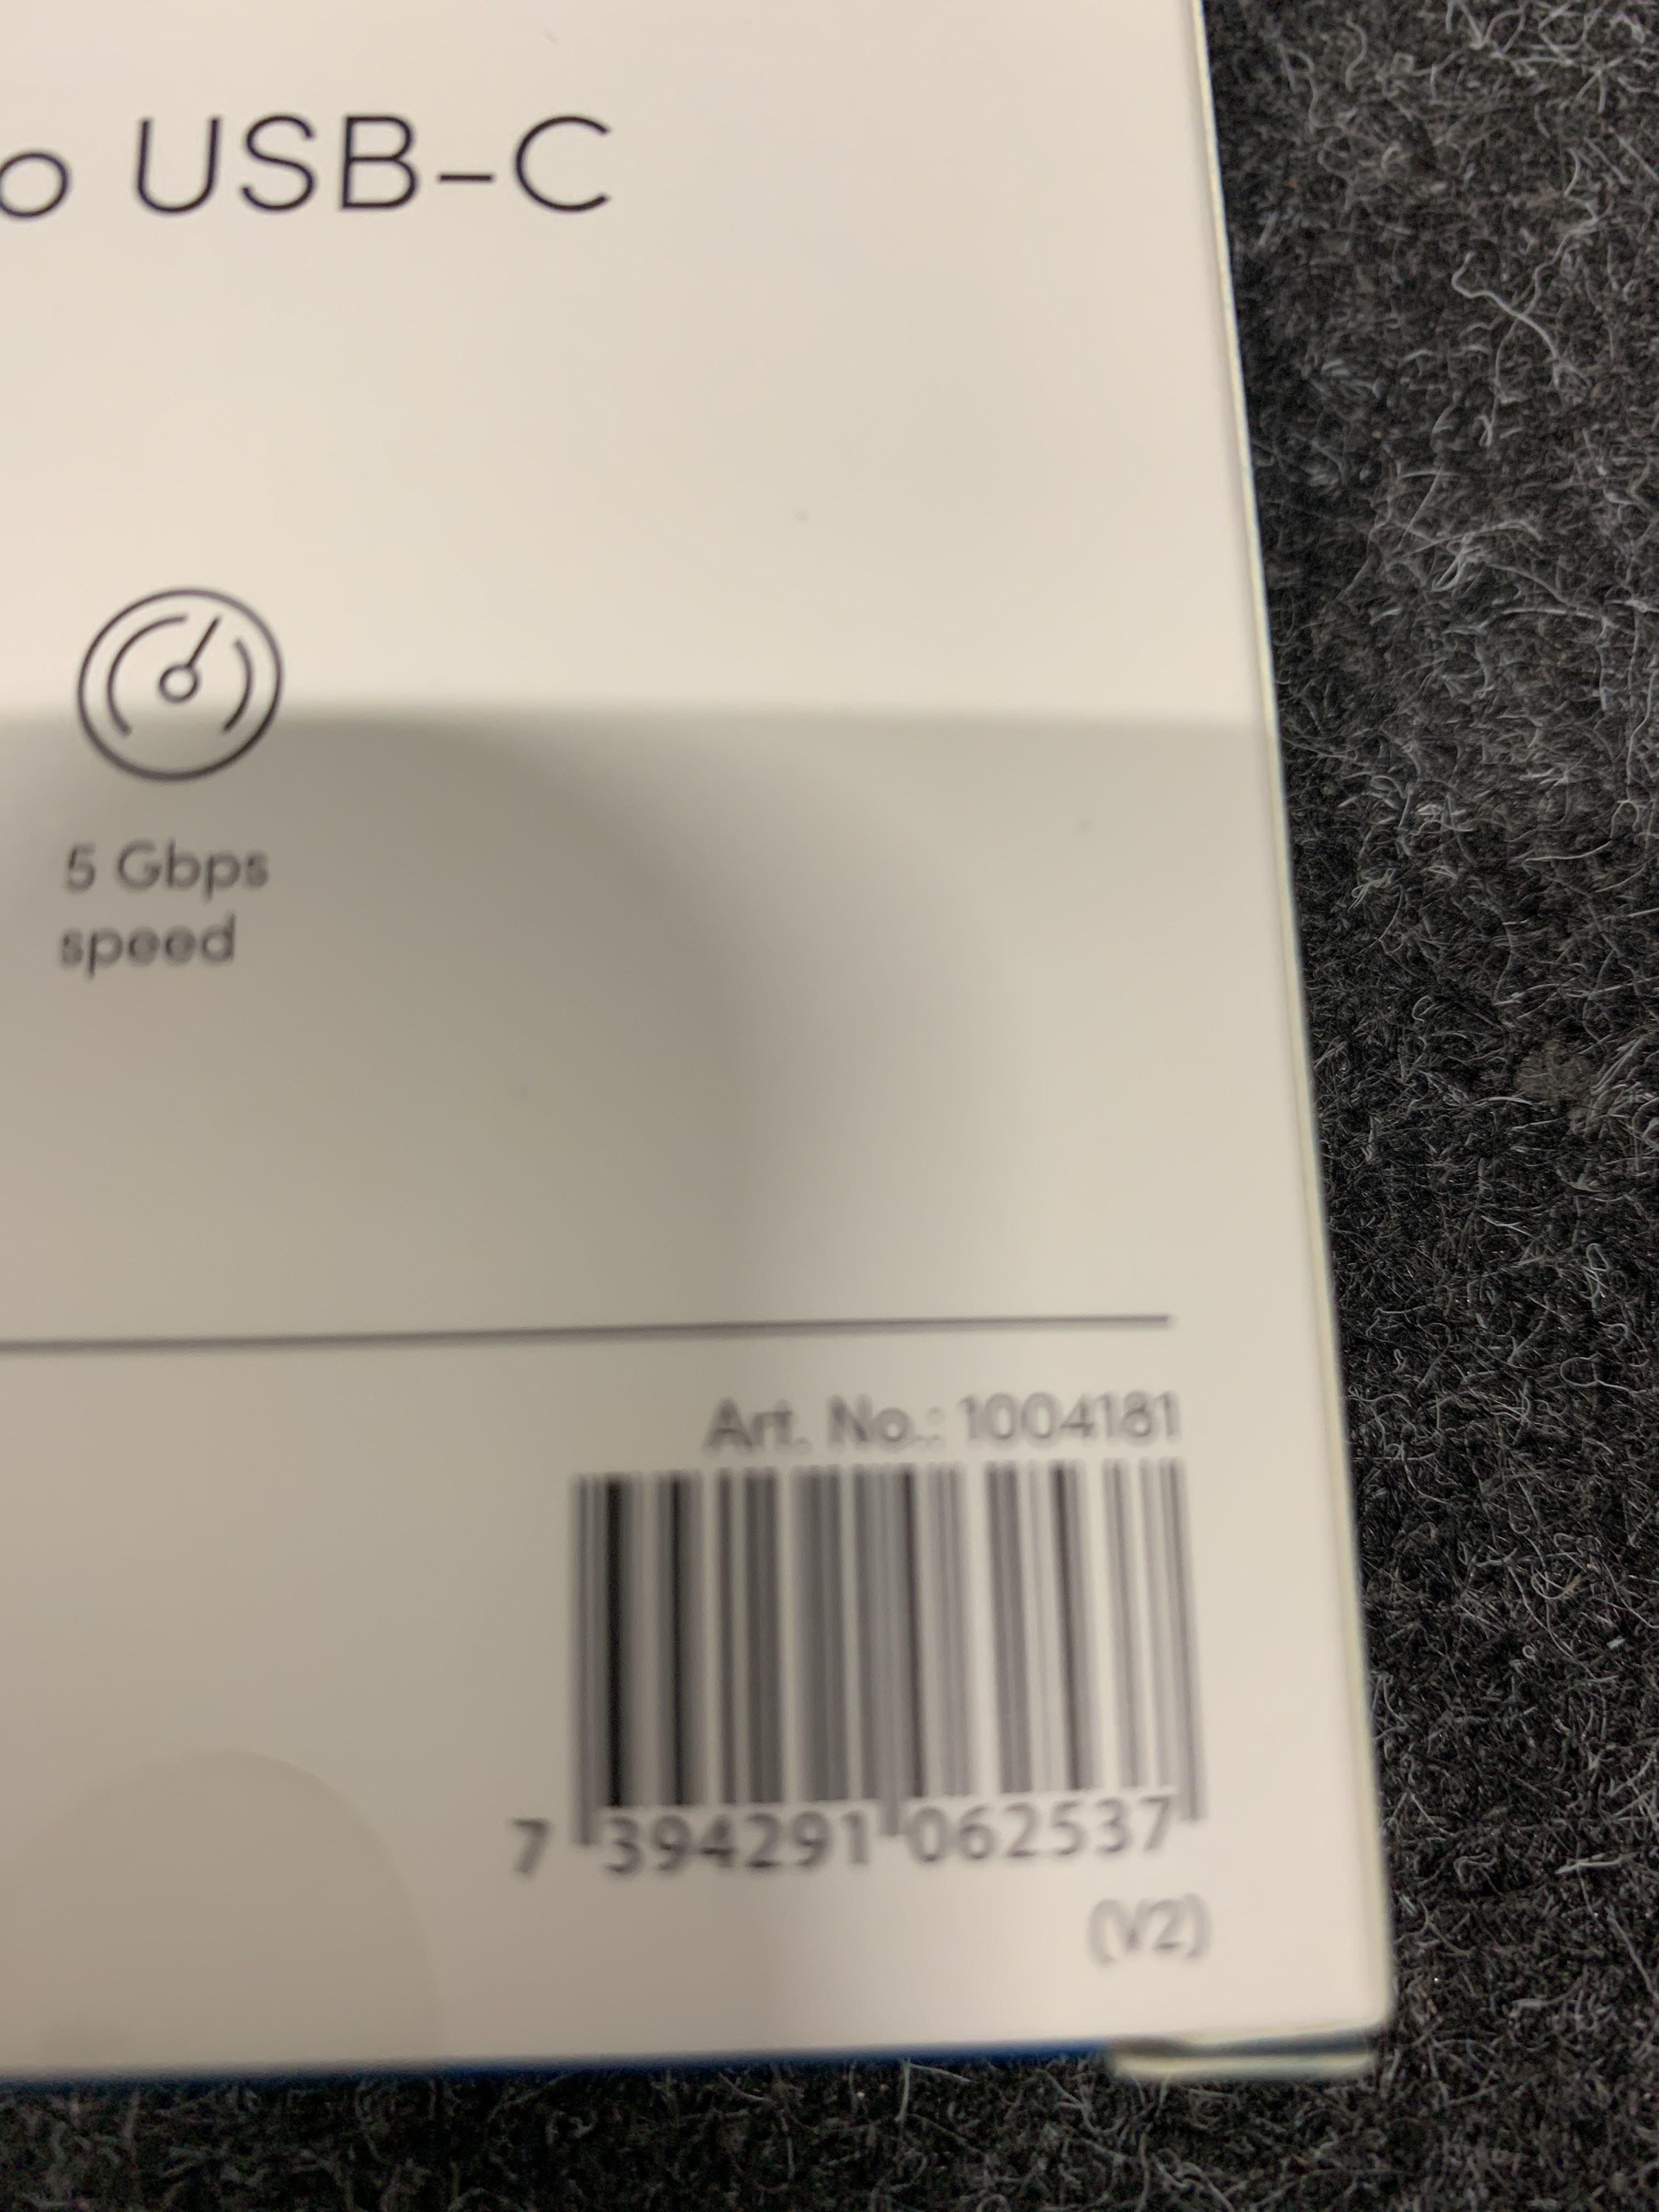 o USB-C
5 Gbps
speed
Art. No.: 1004181
7 394291 062537
(V2)